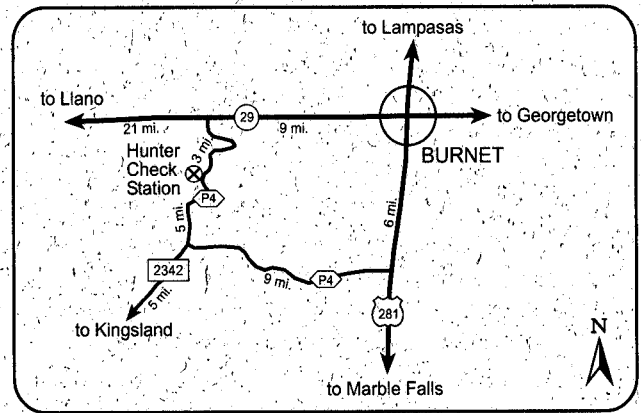 to Lampasas
to Llano
29
to Georgetown
21 mi.
9 mi.
BURNET
3 mi.
Hunter
Check
Station
P4
5 mi.
6 mi.
2342
9 mi.
P4
5 mi.
281
to Kingsland
N
to Marble Falls